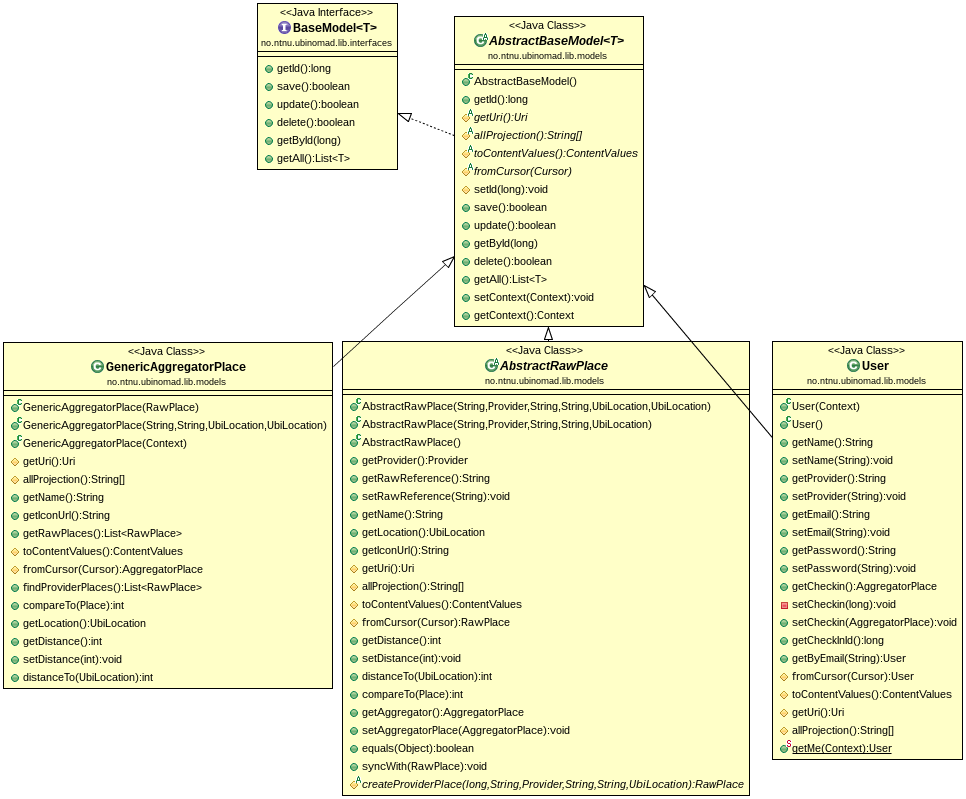 <<Java Interface>>
BaseModel<T>
no.ntnu.ubinomad.lib.interfaces
getId():long
save():boolean
update():boolean
delete():boolean
getById(long)
getAll():List<T>
<<Java Class>>
AbstractBaseModel<T>
no.ntnu.ubinomad.lib.models
AbstractBaseModel()
getId():long
getUri():Uri
allProjection():String[]
toContentValues():ContentValues
fromCursor(Cursor)
setId(long):void
save():boolean
update():boolean
getById(long)
delete():boolean
getAll():List<T>
setContext(Context):void
getContext():Context
<<Java Class>>
GenericAggregatorPlace
no.ntnu.ubinomad.lib.models
GenericAggregatorPlace(RawPlace)
GenericAggregatorPlace(String,String,UbiLocation,UbiLocation)
GenericAggregatorPlace(Context)
getUri():Uri
allProjection():String[]
getName():String
getIconUrl():String
getRawPlaces():List<RawPlace>
toContentValues():ContentValues
fromCursor(Cursor):AggregatorPlace
findProviderPlaces():List<RawPlace>
compareTo(Place):int
getLocation():UbiLocation
getDistance():int
setDistance(int):void
distanceTo(UbiLocation):int
<<Java Class>>
AbstractRawPlace
no.ntnu.ubinomad.lib.models
AbstractRawPlace(String,Provider,String,String,UbiLocation,UbiLocation)
AbstractRawPlace(String,Provider,String,String,UbiLocation)
AbstractRawPlace()
getProvider():Provider
getRawReference():String
setRawReference(String):void
getName():String
getLocation():UbiLocation
getIconUrl():String
getUri():Uri
allProjection():String[]
toContentValues():ContentValues
fromCursor(Cursor):RawPlace
getDistance():int
setDistance(int):void
distanceTo(UbiLocation):int
compareTo(Place):int
getAggregator():AggregatorPlace
setAggregatorPlace(AggregatorPlace):void
equals(Object):boolean
syncWith(RawPlace):void
createProviderPlace(long,String,Provider,String,String,UbiLocation):RawPlace
<<Java Class>>
User
no.ntnu.ubinomad.lib.models
User(Context)
User()
getName():String
setName(String):void
getProvider():String
setProvider(String):void
getEmail():String
setEmail(String):void
getPassword():String
setPassword(String):void
getCheckin():AggregatorPlace
setCheckin(long):void
setCheckin(AggregatorPlace):void
getCheckInId():long
getByEmail(String):User
fromCursor(Cursor):User
toContentValues():ContentValues
getUri():Uri
allProjection():String[]
getMe(Context):User